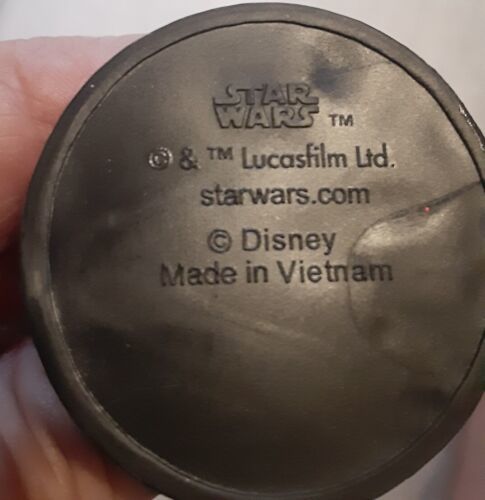 STAR
WARS ™
© & ™ Lucasfilm Ltd.
starwars.com
© Disney
Made in Vietnam